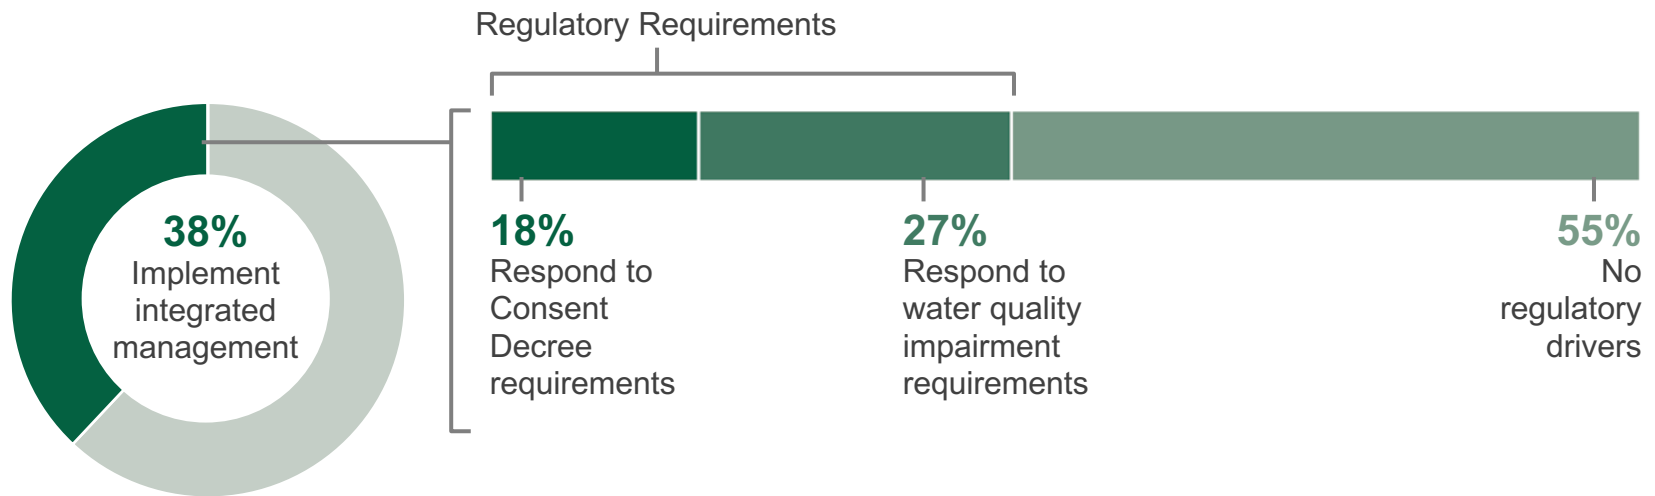 Regulatory Requirements
38%
Implement
integrated
management
18%
Respond to
Consent
Decree
requirements
27%
Respond to
water quality
impairment
requirements
55%
No
regulatory
drivers